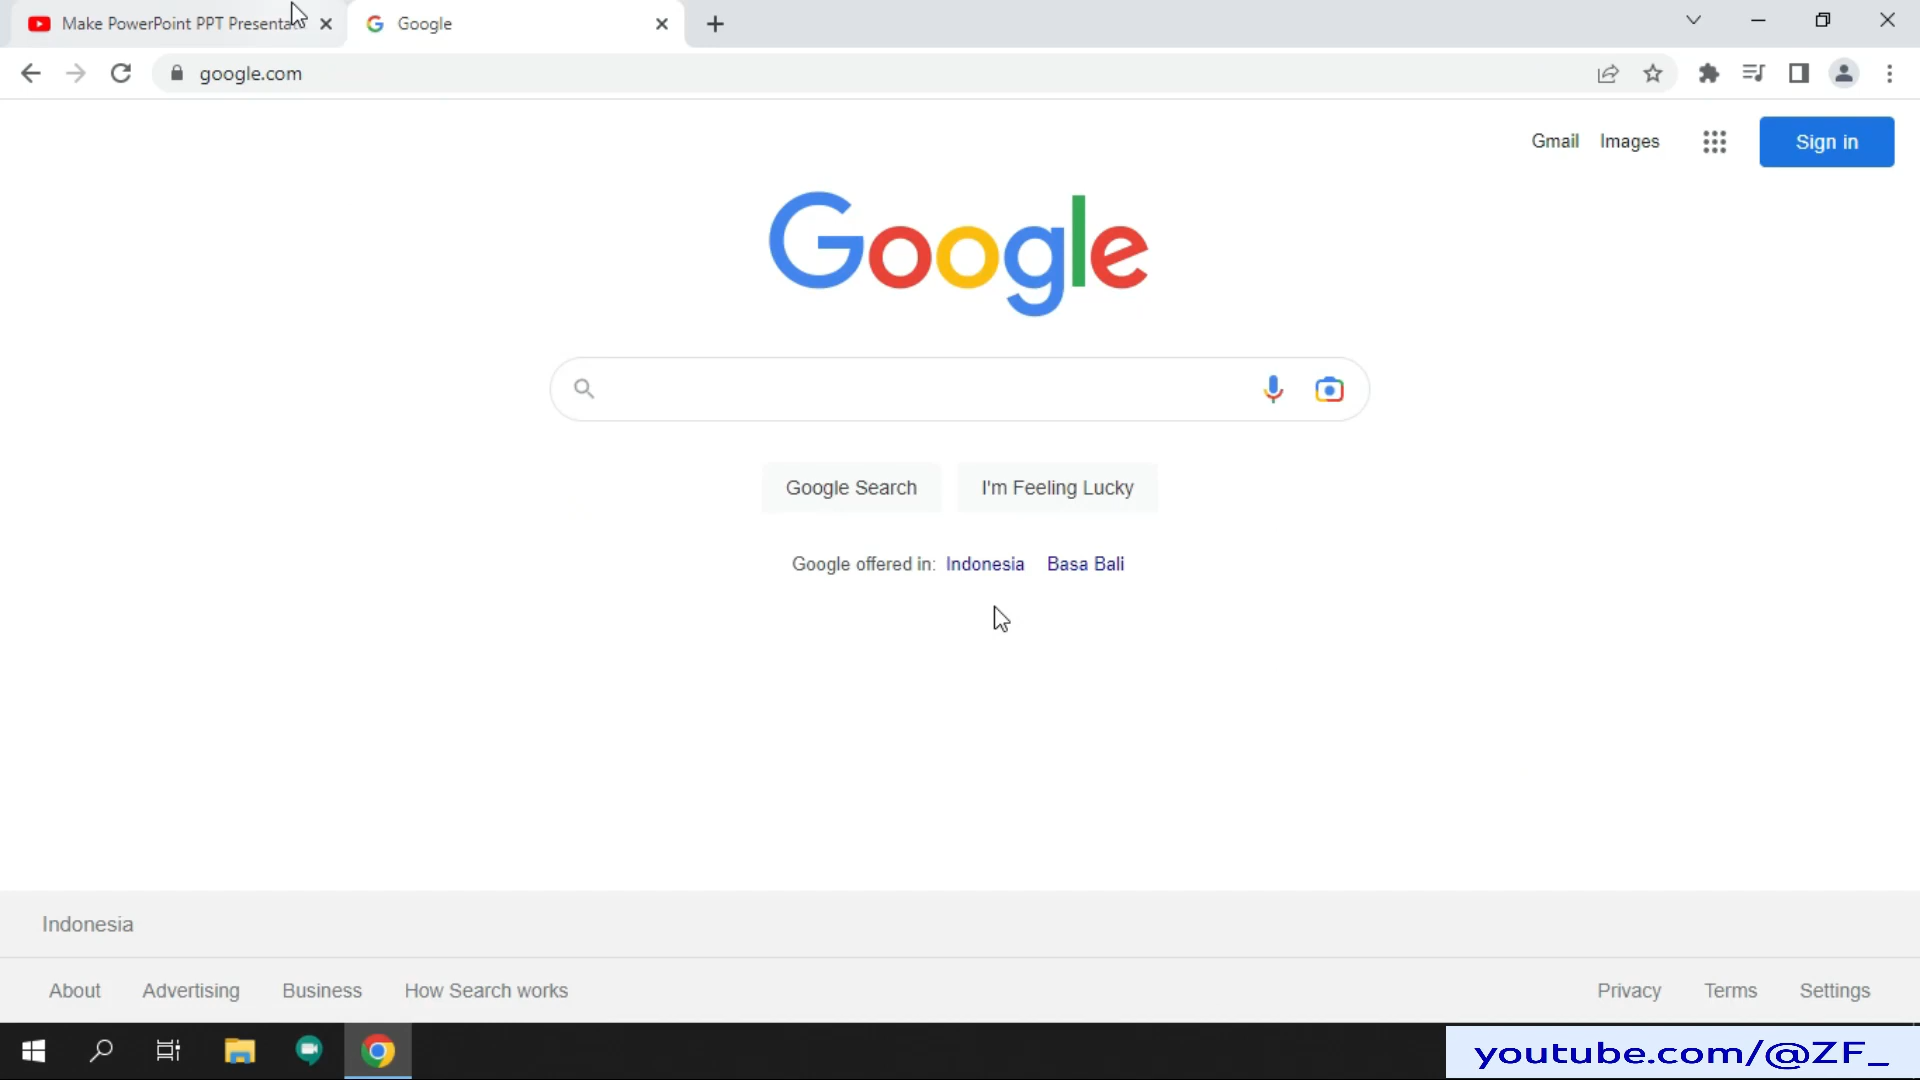 Make PowerPoint PPT Presenta
Google
google.com
Gmail Images
Sign in
Google
Google Search
I'm Feeling Lucky
Google offered in: Indonesia Basa Bali
Indonesia
About Advertising Business How Search works
Privacy Terms Settings
youtube.com/@ZF_